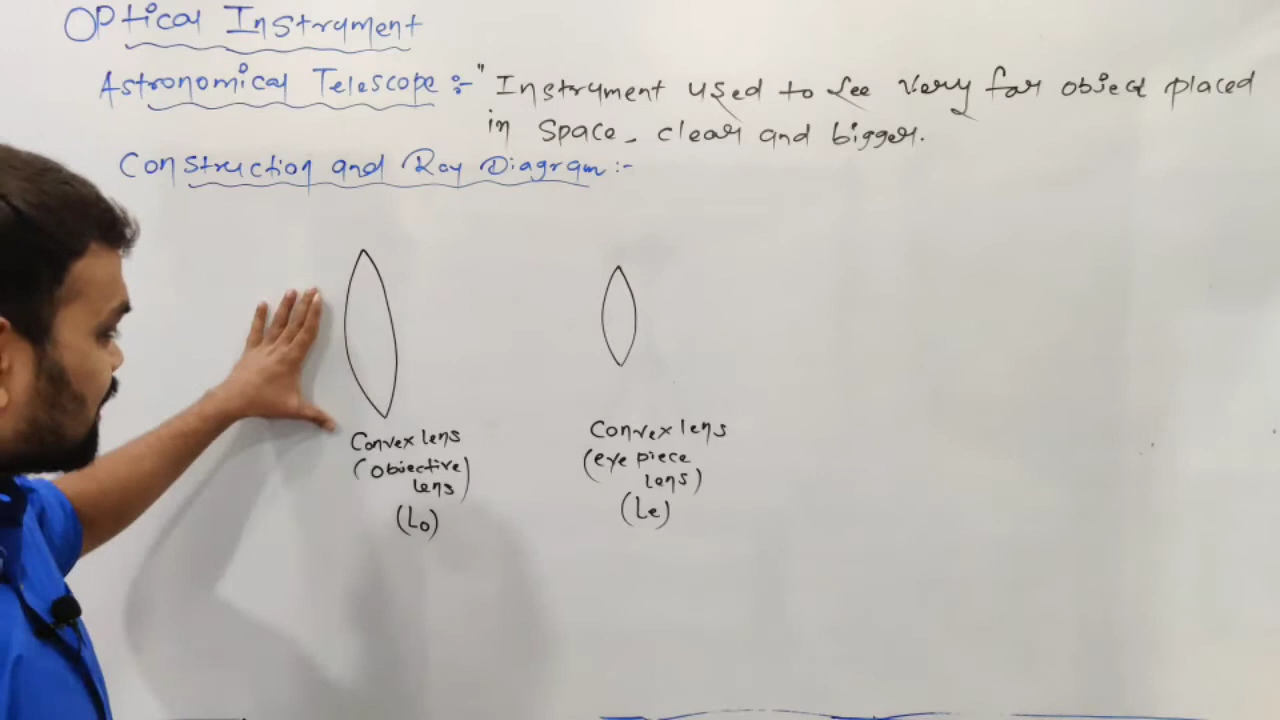 Optical Instrument
Astronomical Telescope :- "Instrument used to see very far object placed
in space - clear and bigger.
Construction and Ray Diagram :-
Convex lens
(objective
lens)
(Lo)
Convex lens
(eye piece
lens)
(Le)